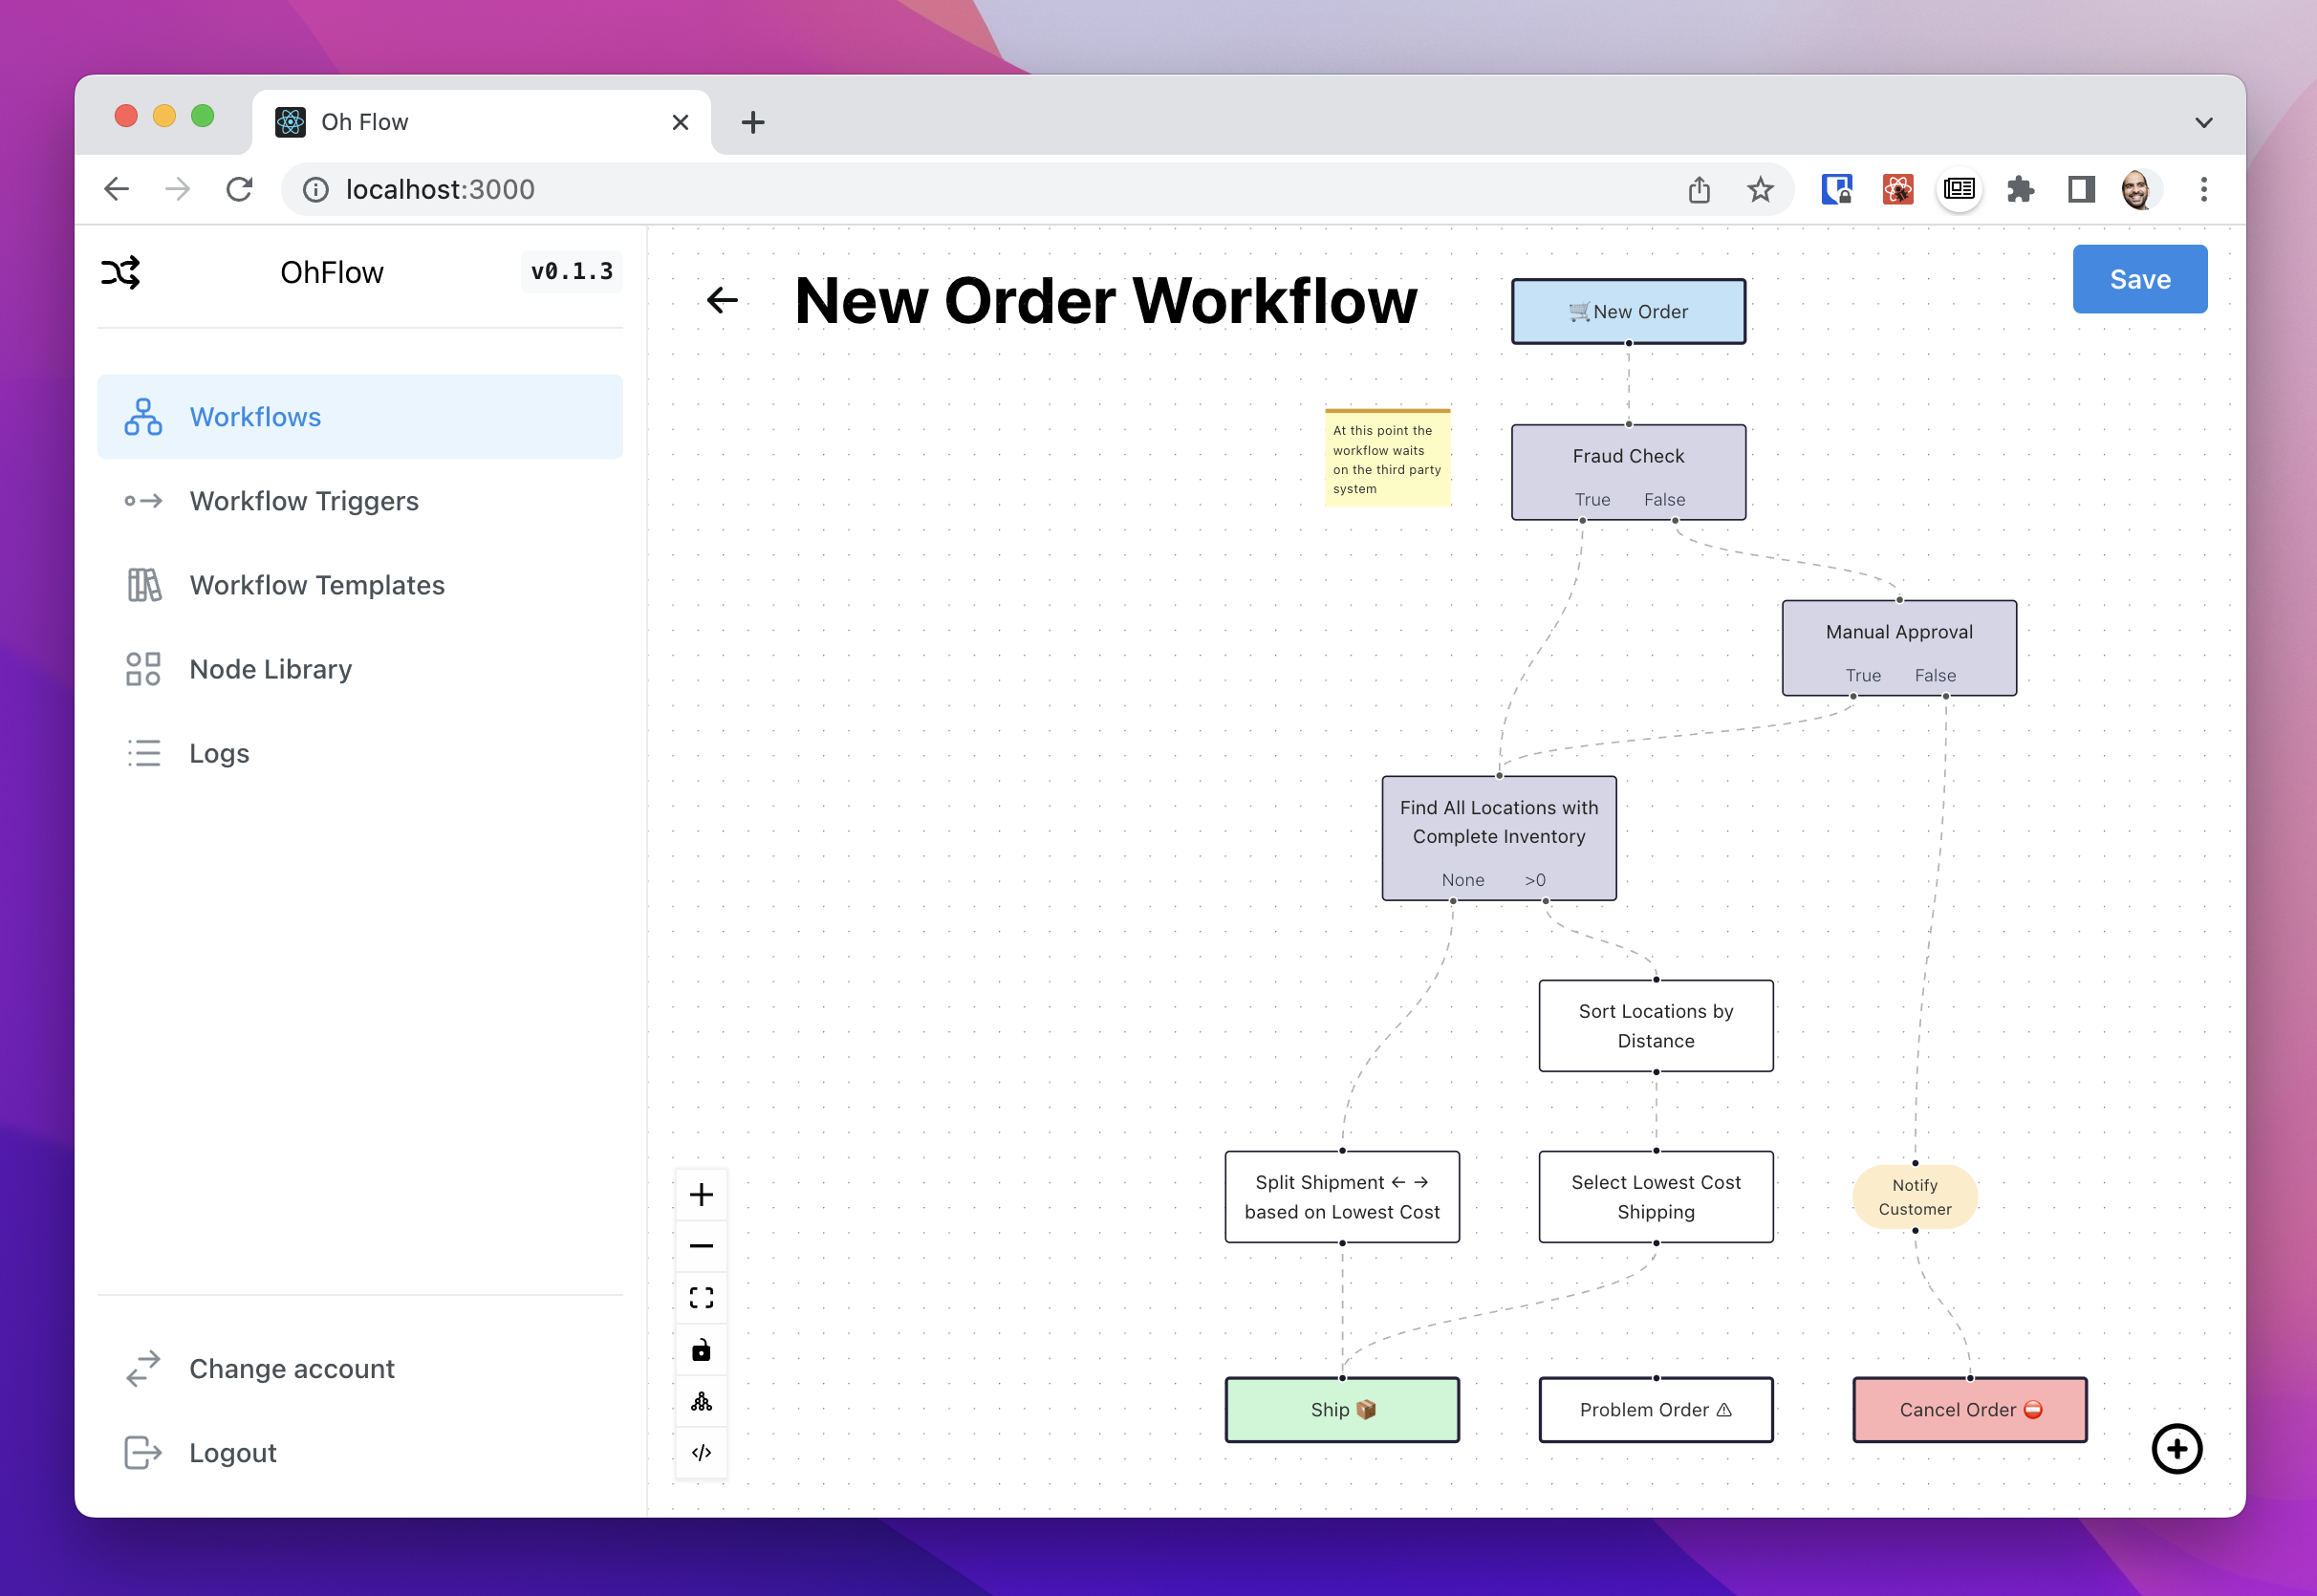 Oh Flow
localhost:3000
OhFlow
v0.1.3
Workflows
Workflow Triggers
Workflow Templates
Node Library
Logs
Change account
Logout
New Order Workflow
Save
🛒New Order
At this point the
workflow waits
on the third party
system
Fraud Check
True False
Manual Approval
True False
Find All Locations with
Complete Inventory
None >0
Sort Locations by
Distance
Split Shipment ← →
based on Lowest Cost
Select Lowest Cost
Shipping
Notify
Customer
Ship 📦
Problem Order ⚠
Cancel Order ⛔